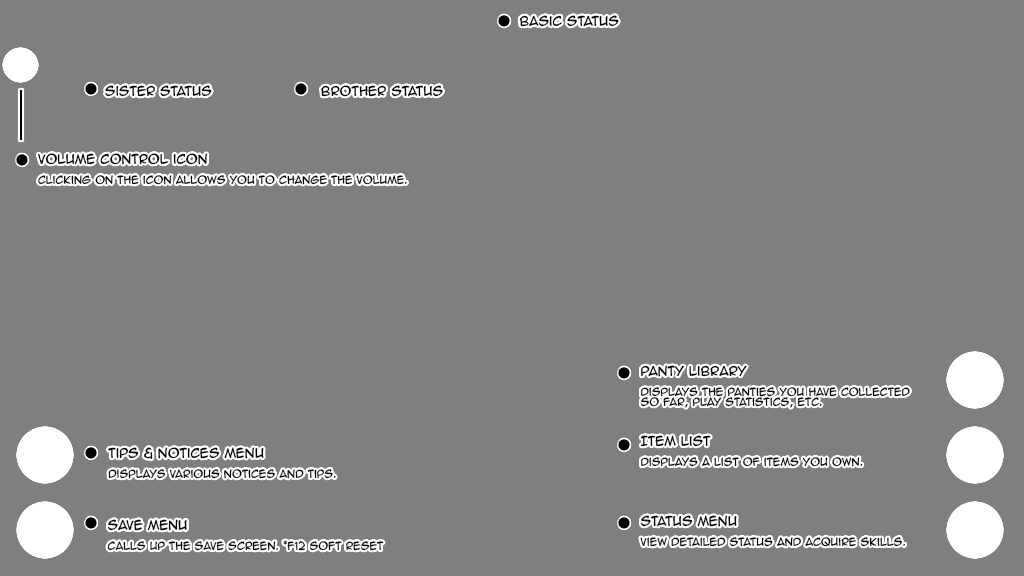 BASIC STATUS
SISTER STATUS
BROTHER STATUS
VOLUME CONTROL ICON
CLICKING ON THE ICON ALLOWS YOU TO CHANGE THE VOLUME.
PANTY LIBRARY
DISPLAYS THE PANTIES YOU HAVE COLLECTED
SO FAR, PLAY STATISTICS, ETC.
ITEM LIST
DISPLAYS A LIST OF ITEMS YOU OWN.
TIPS & NOTICES MENU
DISPLAYS VARIOUS NOTICES AND TIPS.
STATUS MENU
VIEW DETAILED STATUS AND ACQUIRE SKILLS.
SAVE MENU
CALLS UP THE SAVE SCREEN. *F12 SOFT RESET